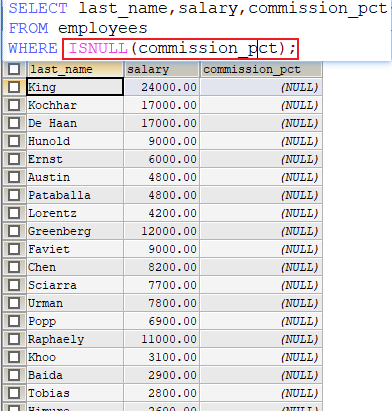 SELECT last_name,salary,commission_pct
FROM employees
WHERE ISNULL(commission_pct);
last_name salary commission_pct
King 24000.00 (NULL)
Kochhar 17000.00 (NULL)
De Haan 17000.00 (NULL)
Hunold 9000.00 (NULL)
Ernst 6000.00 (NULL)
Austin 4800.00 (NULL)
Pataballa 4800.00 (NULL)
Lorentz 4200.00 (NULL)
Greenberg 12000.00 (NULL)
Faviet 9000.00 (NULL)
Chen 8200.00 (NULL)
Sciarra 7700.00 (NULL)
Urman 7800.00 (NULL)
Popp 6900.00 (NULL)
Raphaely 11000.00 (NULL)
Khoo 3100.00 (NULL)
Baida 2900.00 (NULL)
Tobias 2800.00 (NULL)